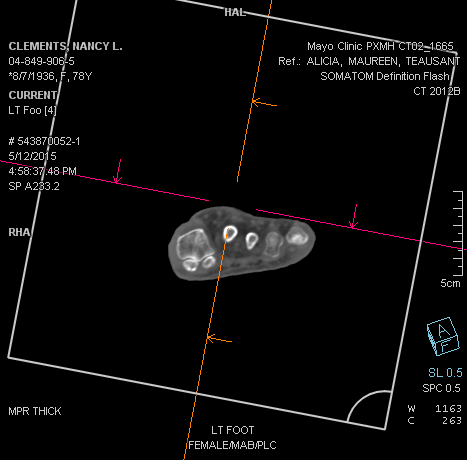 HAL
CLEMENTS, NANCY L.
04-849-906-5
*8/7/1936, F, 78Y
CURRENT
LT Foo [4]
# 543870052-1
5/12/2015
4:58:37.48 PM
SP A233.2
Mayo Clinic PXMH CT02_1665
Ref.: ALICIA, MAUREEN, TEAUSANT
SOMATOM Definition Flash
CT 2012B
RHA
5cm
A
F
SL 0.5
SPC 0.5
W 1163
C 263
MPR THICK
LT FOOT
FEMALE/MAB/PLC